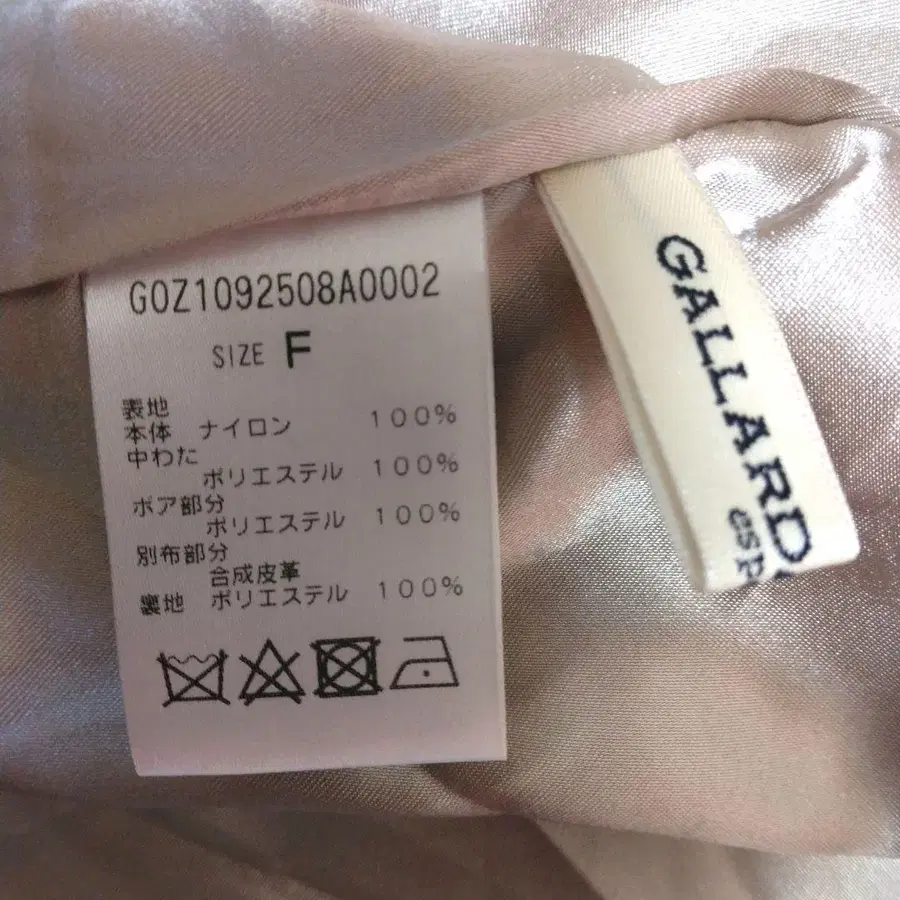 G0Z1092508A0002
SIZE F
表地
本体 ナイロン 100%
中わた
ポリエステル 100%
ボア部分
ポリエステル 100%
別布部分
合成皮革
裏地 ポリエステル 100%
GALLARD
esp